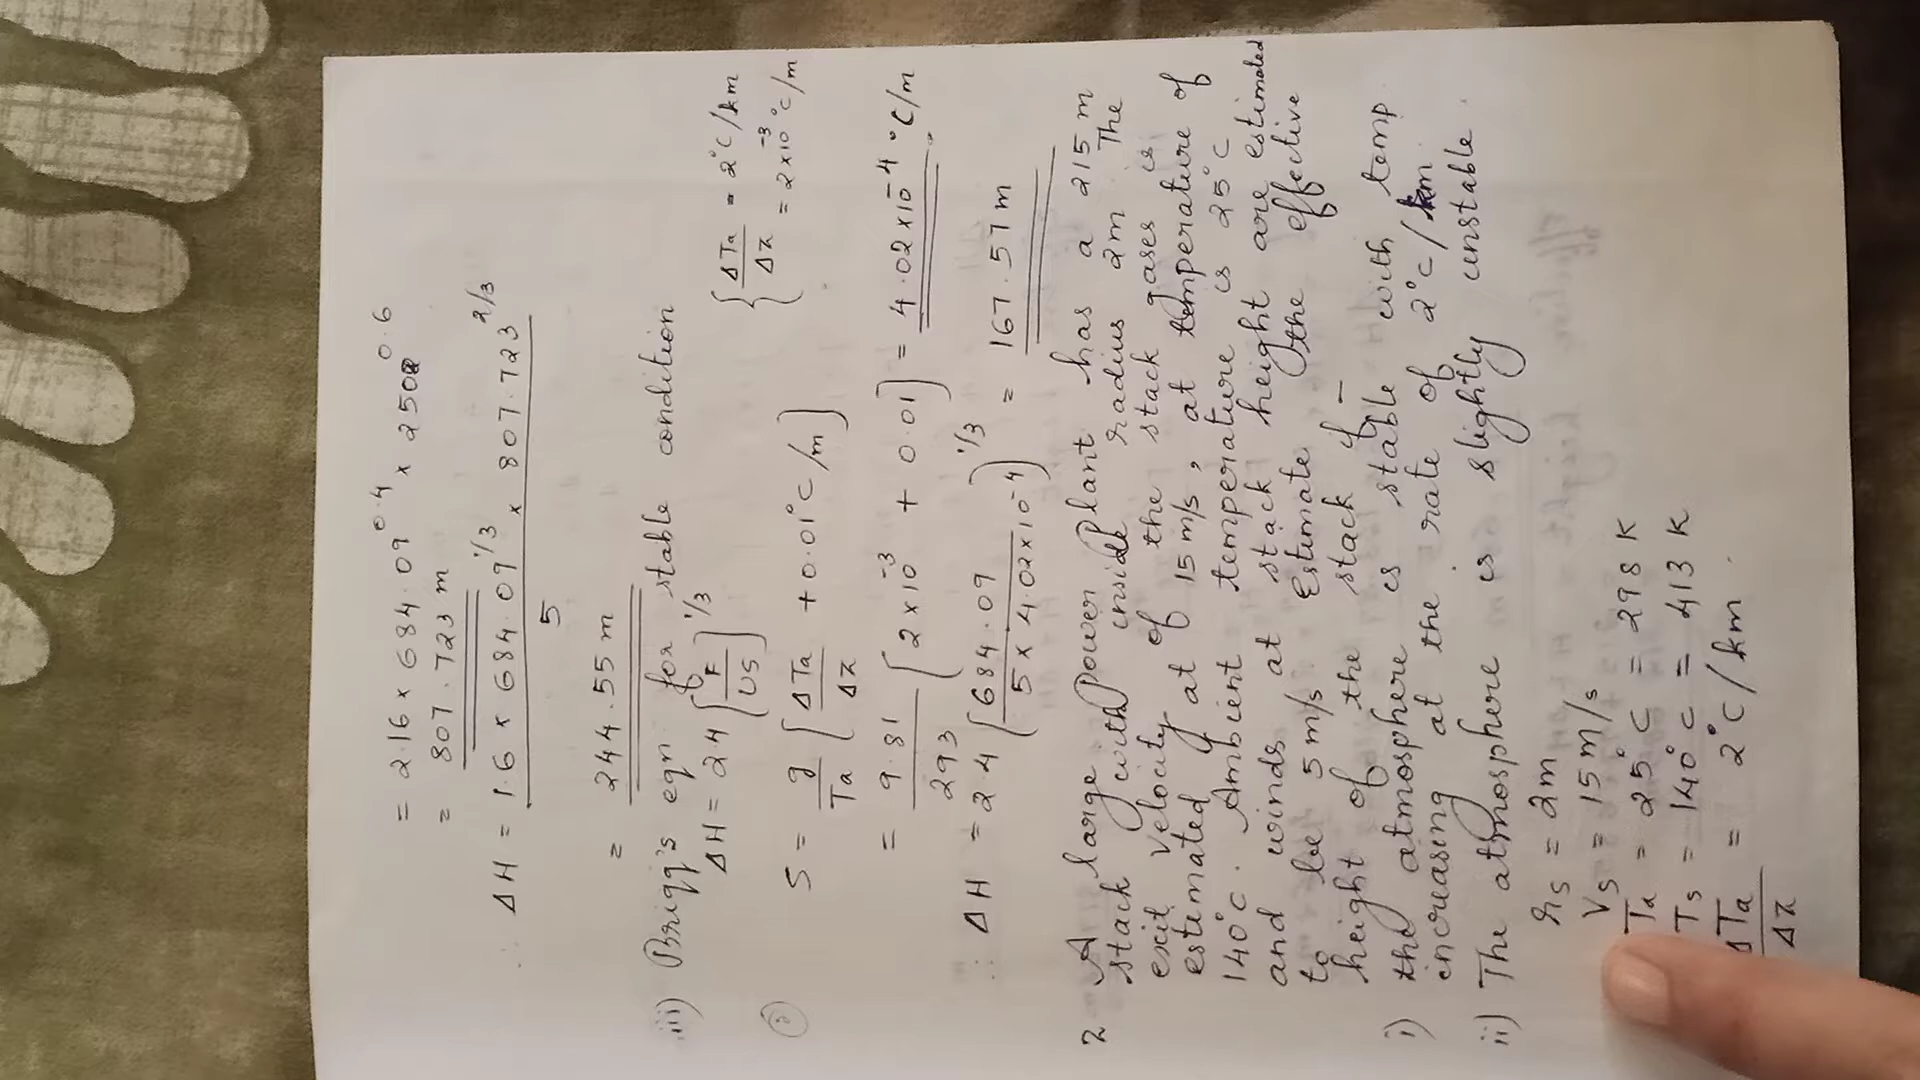 = 2.16 × 684.09^0.4 × 250^0.6
= 807.723 m
∴ ΔH = 1.6 × 684.09^1/3 × 807.723^2/3
5
= 244.55 m
iii) Brigg's eqn. for stable condition
ΔH = 2.4 [F/US]^1/3 { ΔTa/Δz = 2°C/km
= 2×10^-3 °C/m
S = g/Ta [ΔTa/Δz + 0.01°C/m]
= 9.81/293 [2×10^-3 + 0.01] = 4.02×10^-4 °C/m
∴ ΔH = 2.4 [684.09/5 × 4.02×10^-4]^1/3 = 167.57 m
2 A large power plant has a 215 m
stack with inside radius 2m The
exit velocity of the stack gases is
estimated at 15 m/s, at temperature of
140°C. Ambient temperature is 25°C
and winds at stack height are estimated
to be 5 m/s Estimate the effective
height of the stack if –
i) the atmosphere is stable with temp
increasing at the rate of 2°C/km.
ii) The atmosphere is slightly unstable.
rs = 2m
Vs = 15 m/s
Ta = 25°C = 298 K
Ts = 140°C = 413 K
ΔTa/Δz = 2°C/km.